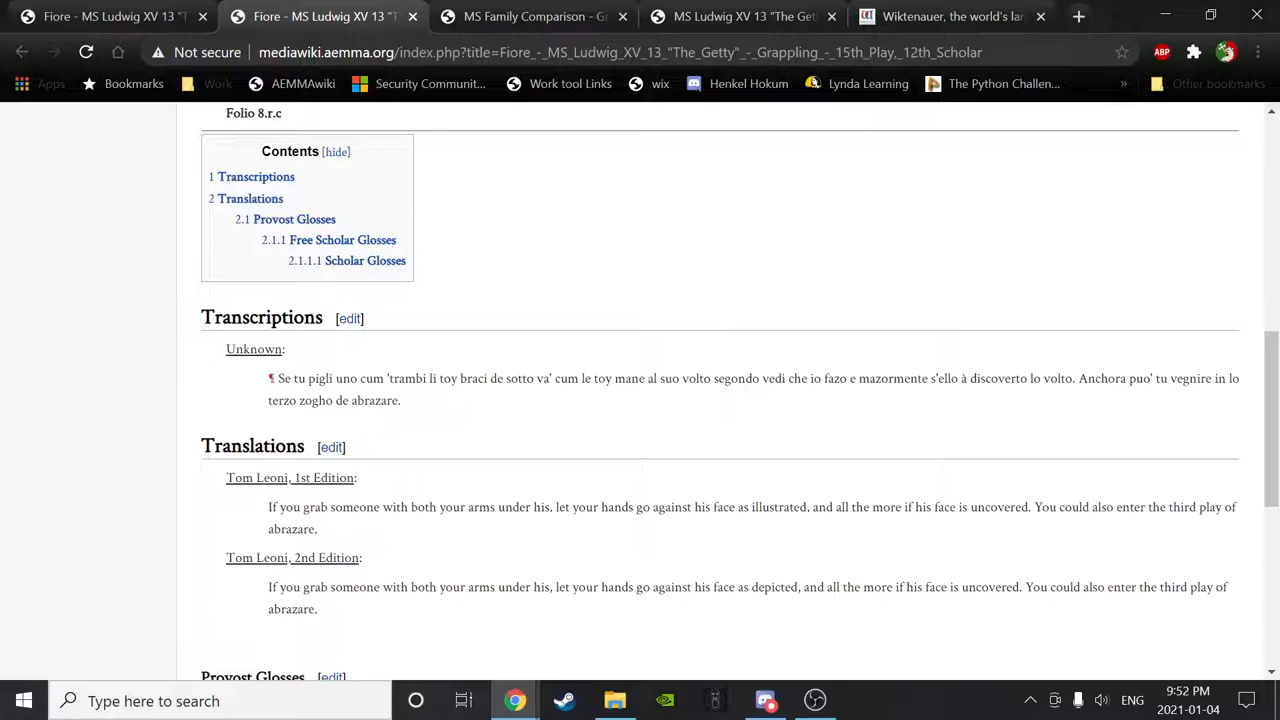 Fiore - MS Ludwig XV 13 "T
Fiore - MS Ludwig XV 13 "T
MS Family Comparison - Gr
MS Ludwig XV 13 "The Gett
Wiktenauer, the world's lar
Not secure mediawiki.aemma.org/index.php?title=Fiore_-_MS_Ludwig_XV_13_"The_Getty"_-_Grappling_-_15th_Play,_12th_Scholar
ABP
Apps Bookmarks Work AEMMAwiki Security Communit... Work tool Links wix Henkel Hokum Lynda Learning The Python Challen... » Other bookmarks
Folio 8.r.c
Contents [hide]
1 Transcriptions
2 Translations
2.1 Provost Glosses
2.1.1 Free Scholar Glosses
2.1.1.1 Scholar Glosses
Transcriptions [edit]
Unknown:
¶ Se tu pigli uno cum 'trambi li toy braci de sotto va' cum le toy mane al suo volto segondo vedi che io fazo e mazormente s'ello à discoverto lo volto. Anchora puo' tu vegnire in lo
terzo zogho de abrazare.
Translations [edit]
Tom Leoni, 1st Edition:
If you grab someone with both your arms under his, let your hands go against his face as illustrated, and all the more if his face is uncovered. You could also enter the third play of
abrazare.
Tom Leoni, 2nd Edition:
If you grab someone with both your arms under his, let your hands go against his face as depicted, and all the more if his face is uncovered. You could also enter the third play of
abrazare.
Provost Glosses [edit]
Type here to search
ENG
9:52 PM
2021-01-04